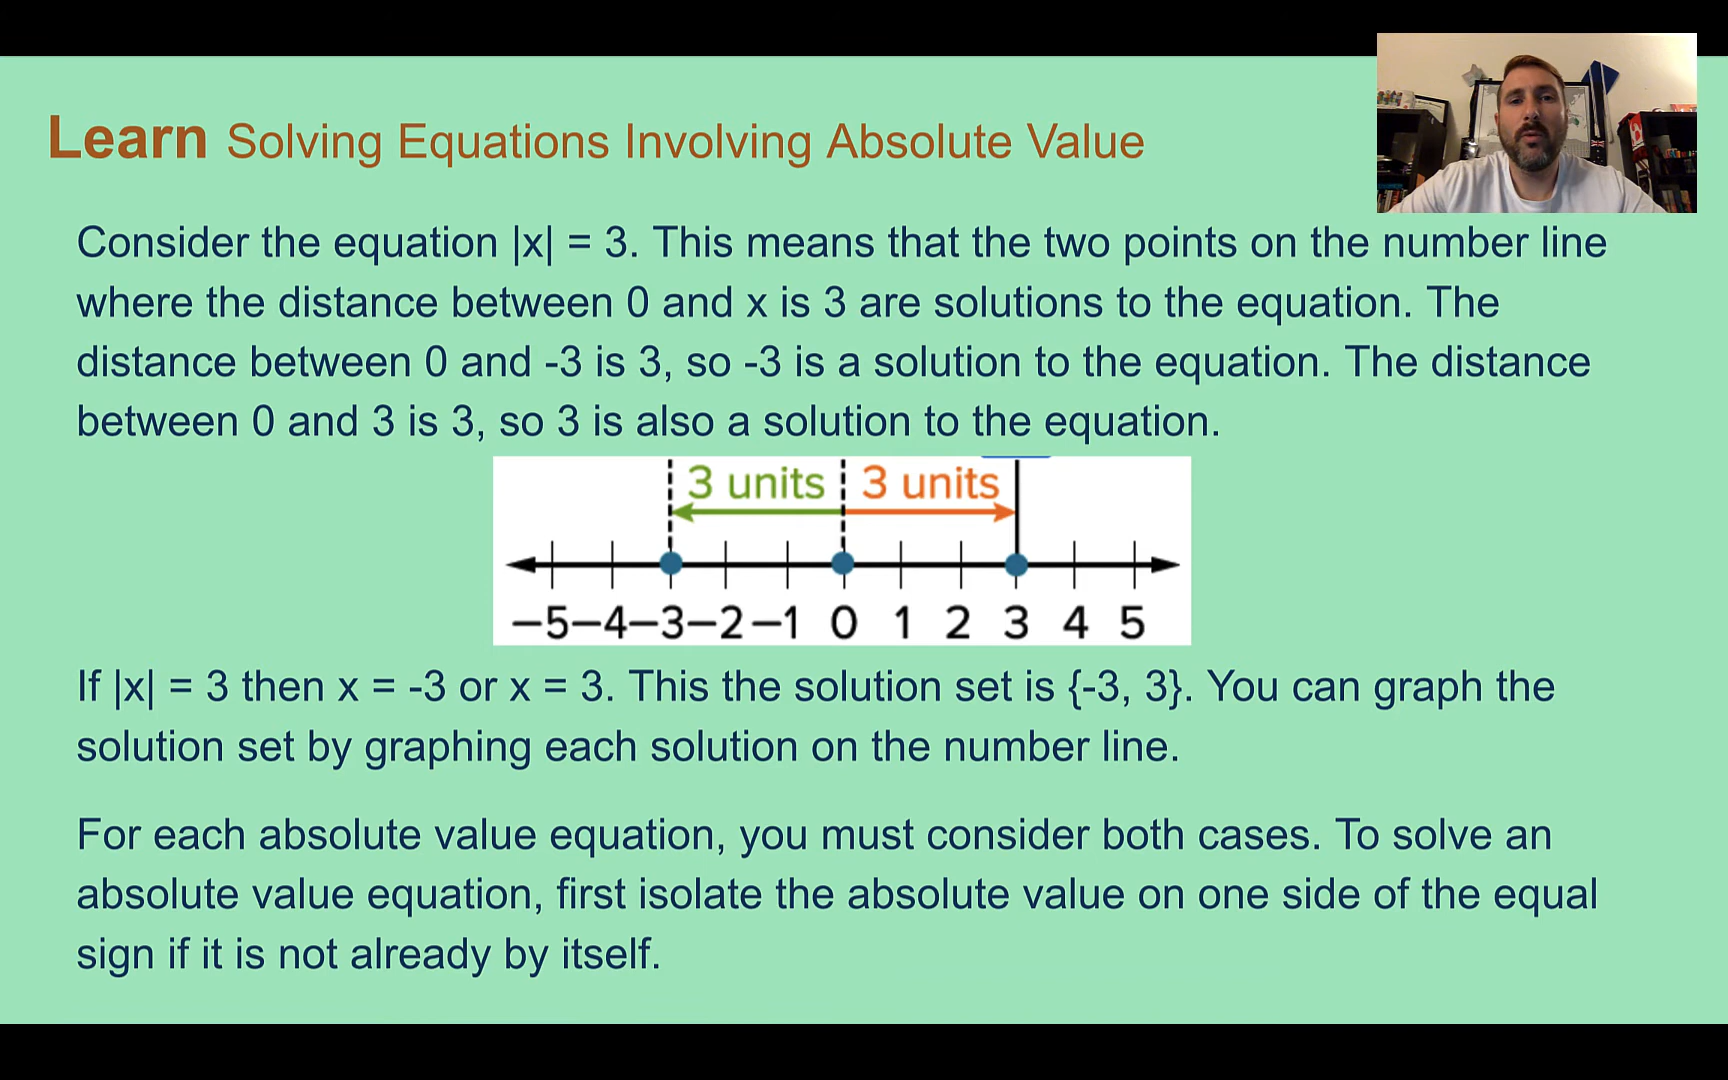 Learn Solving Equations Involving Absolute Value
Consider the equation |x| = 3. This means that the two points on the number line
where the distance between 0 and x is 3 are solutions to the equation. The
distance between 0 and -3 is 3, so -3 is a solution to the equation. The distance
between 0 and 3 is 3, so 3 is also a solution to the equation.
3 units 3 units
−5−4−3−2−1 0 1 2 3 4 5
If |x| = 3 then x = -3 or x = 3. This the solution set is {-3, 3}. You can graph the
solution set by graphing each solution on the number line.
For each absolute value equation, you must consider both cases. To solve an
absolute value equation, first isolate the absolute value on one side of the equal
sign if it is not already by itself.